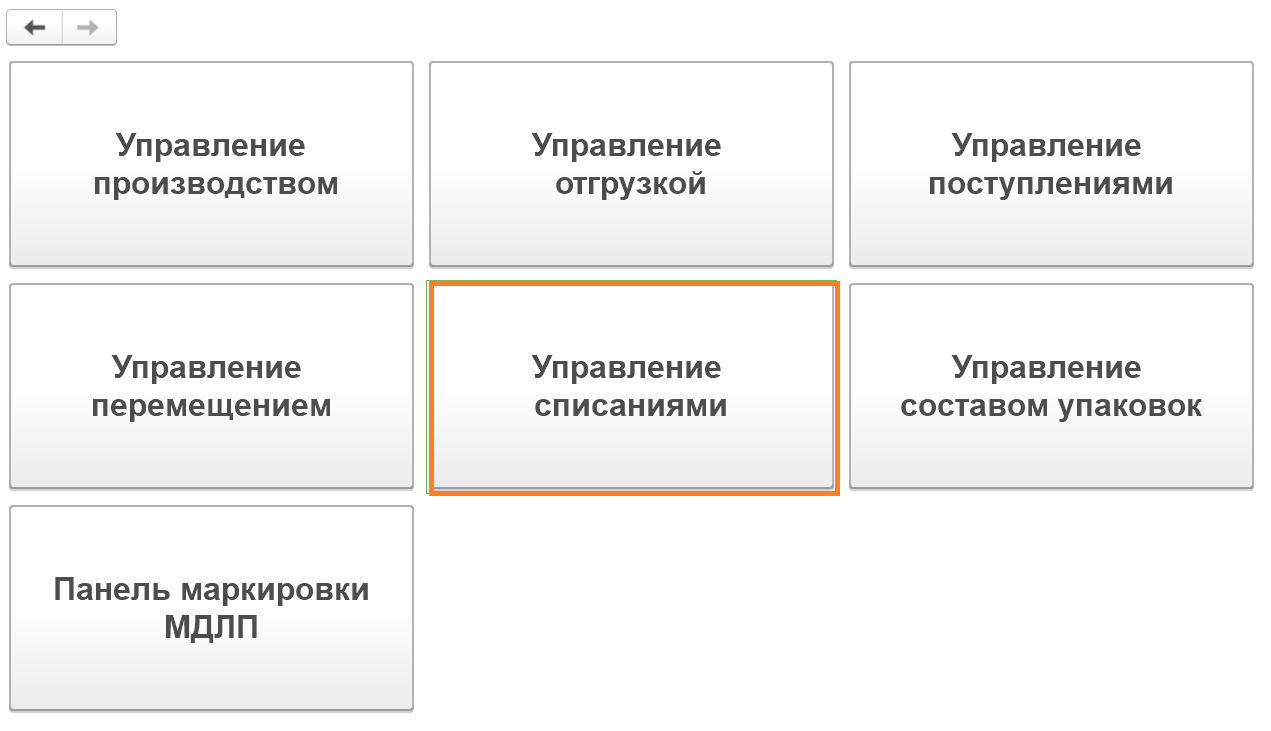 Управление
производством
Управление
отгрузкой
Управление
поступлениями
Управление
перемещением
Управление
списаниями
Управление
составом упаковок
Панель маркировки
МДЛП